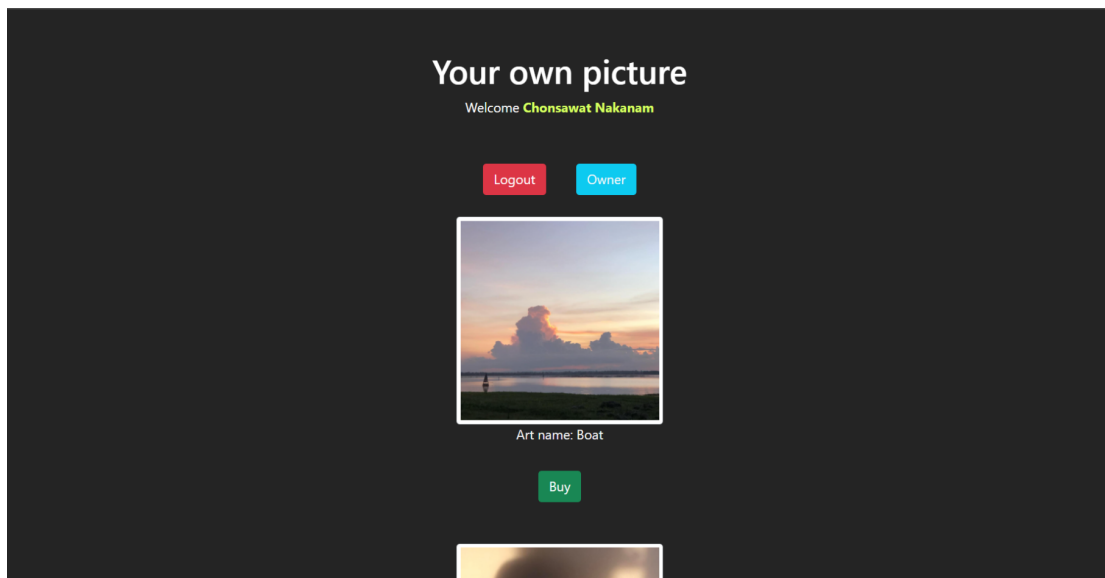 Your own picture
Welcome Chonsawat Nakanam
Logout Owner
Art name: Boat
Buy